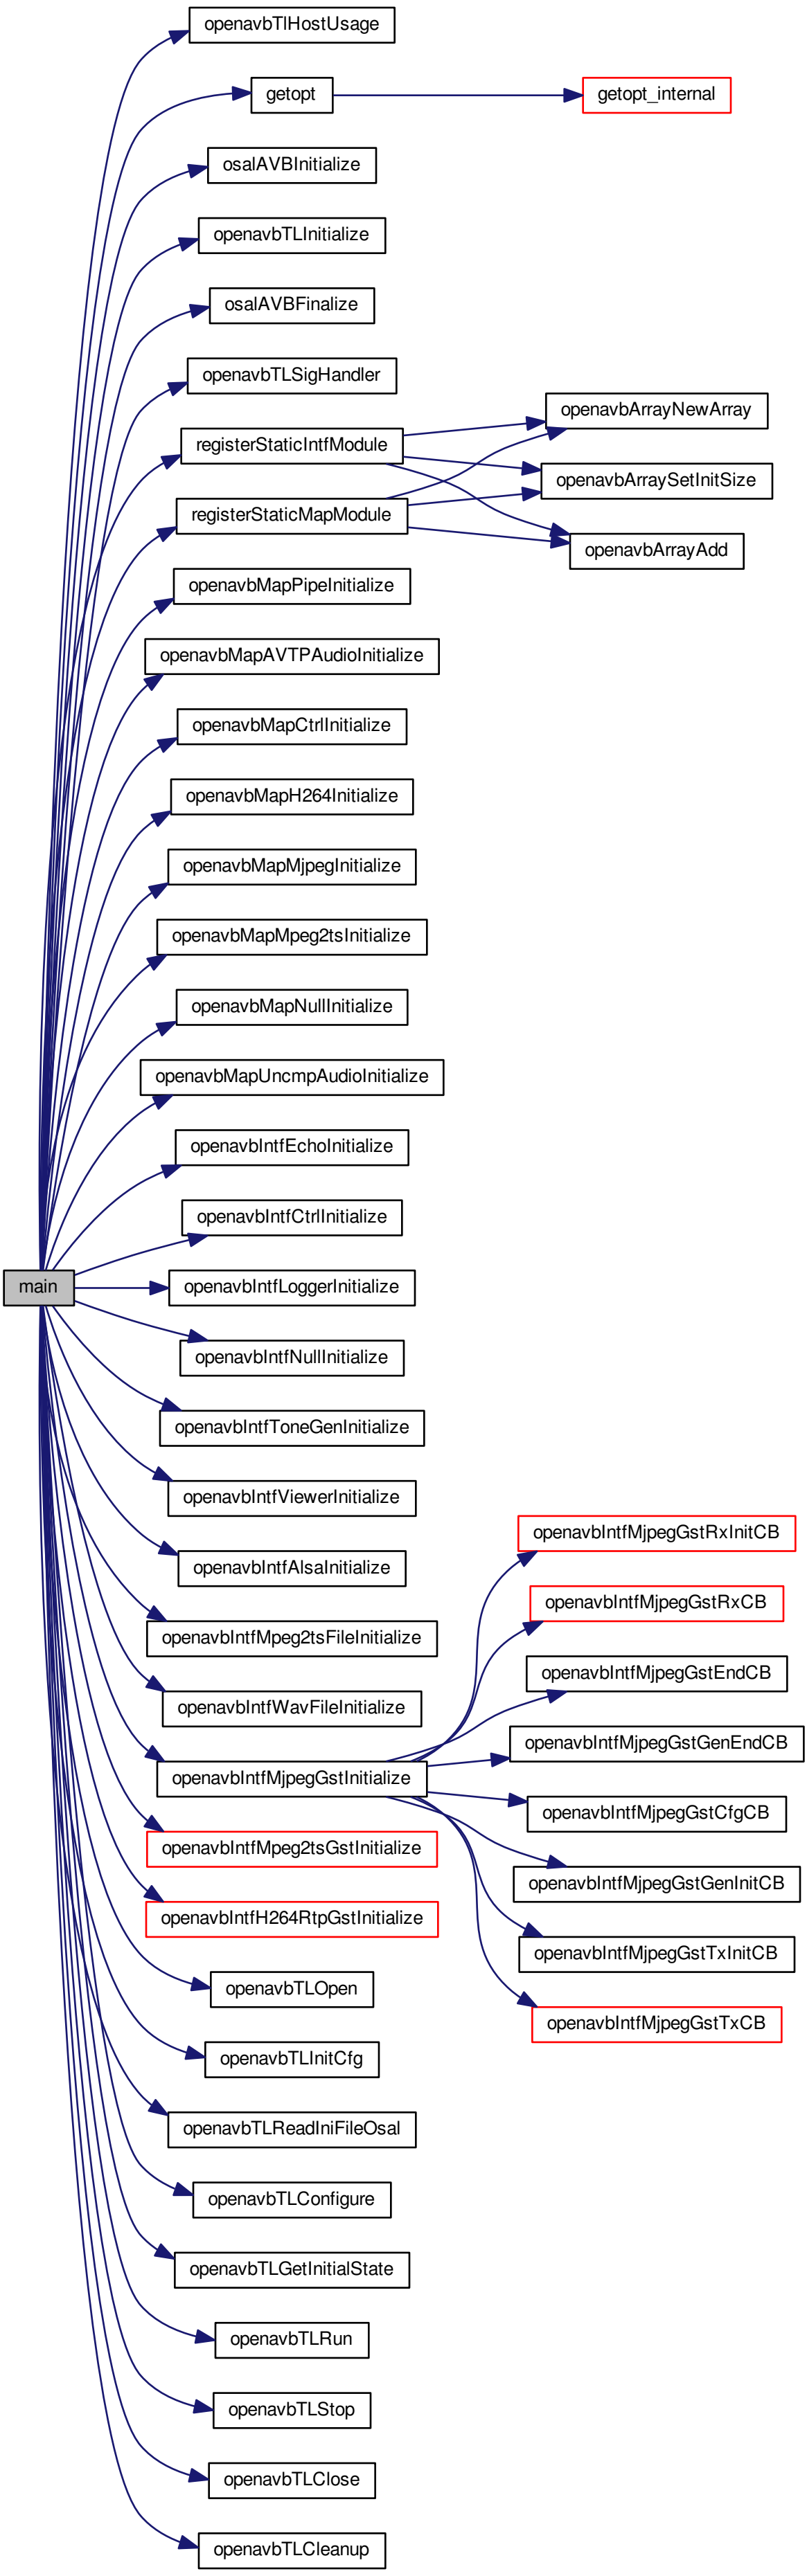 openavbTlHostUsage
getopt
getopt_internal
osalAVBInitialize
openavbTLInitialize
osalAVBFinalize
openavbTLSigHandler
openavbArrayNewArray
registerStaticIntfModule
openavbArraySetInitSize
registerStaticMapModule
openavbArrayAdd
openavbMapPipeInitialize
openavbMapAVTPAudioInitialize
openavbMapCtrlInitialize
openavbMapH264Initialize
openavbMapMjpegInitialize
openavbMapMpeg2tsInitialize
openavbMapNullInitialize
openavbMapUncmpAudioInitialize
openavbIntfEchoInitialize
openavbIntfCtrlInitialize
main
openavbIntfLoggerInitialize
openavbIntfNullInitialize
openavbIntfToneGenInitialize
openavbIntfViewerInitialize
openavbIntfMjpegGstRxInitCB
openavbIntfAlsaInitialize
openavbIntfMjpegGstRxCB
openavbIntfMpeg2tsFileInitialize
openavbIntfMjpegGstEndCB
openavbIntfWavFileInitialize
openavbIntfMjpegGstGenEndCB
openavbIntfMjpegGstInitialize
openavbIntfMjpegGstCfgCB
openavbIntfMpeg2tsGstInitialize
openavbIntfMjpegGstGenInitCB
openavbIntfH264RtpGstInitialize
openavbIntfMjpegGstTxInitCB
openavbTLOpen
openavbIntfMjpegGstTxCB
openavbTLInitCfg
openavbTLReadIniFileOsal
openavbTLConfigure
openavbTLGetInitialState
openavbTLRun
openavbTLStop
openavbTLClose
openavbTLCleanup